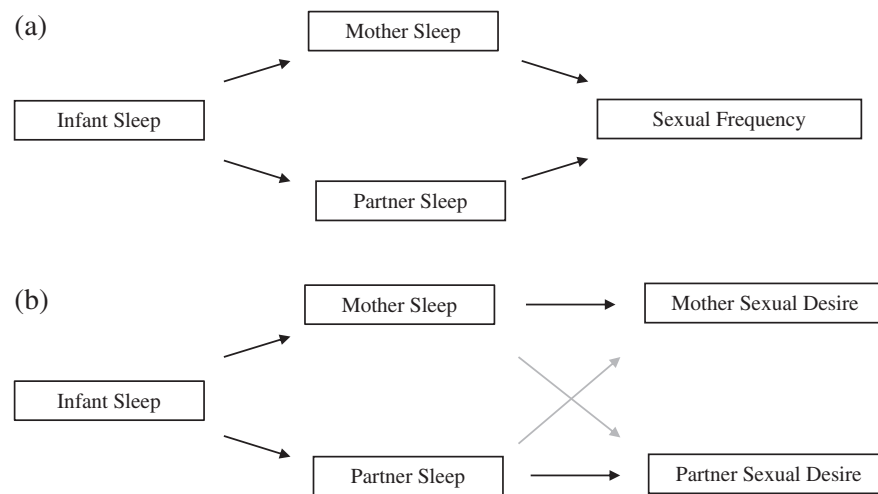 (a)
Mother Sleep
Infant Sleep
Sexual Frequency
Partner Sleep
(b)
Mother Sleep
Mother Sexual Desire
Infant Sleep
Partner Sleep
Partner Sexual Desire